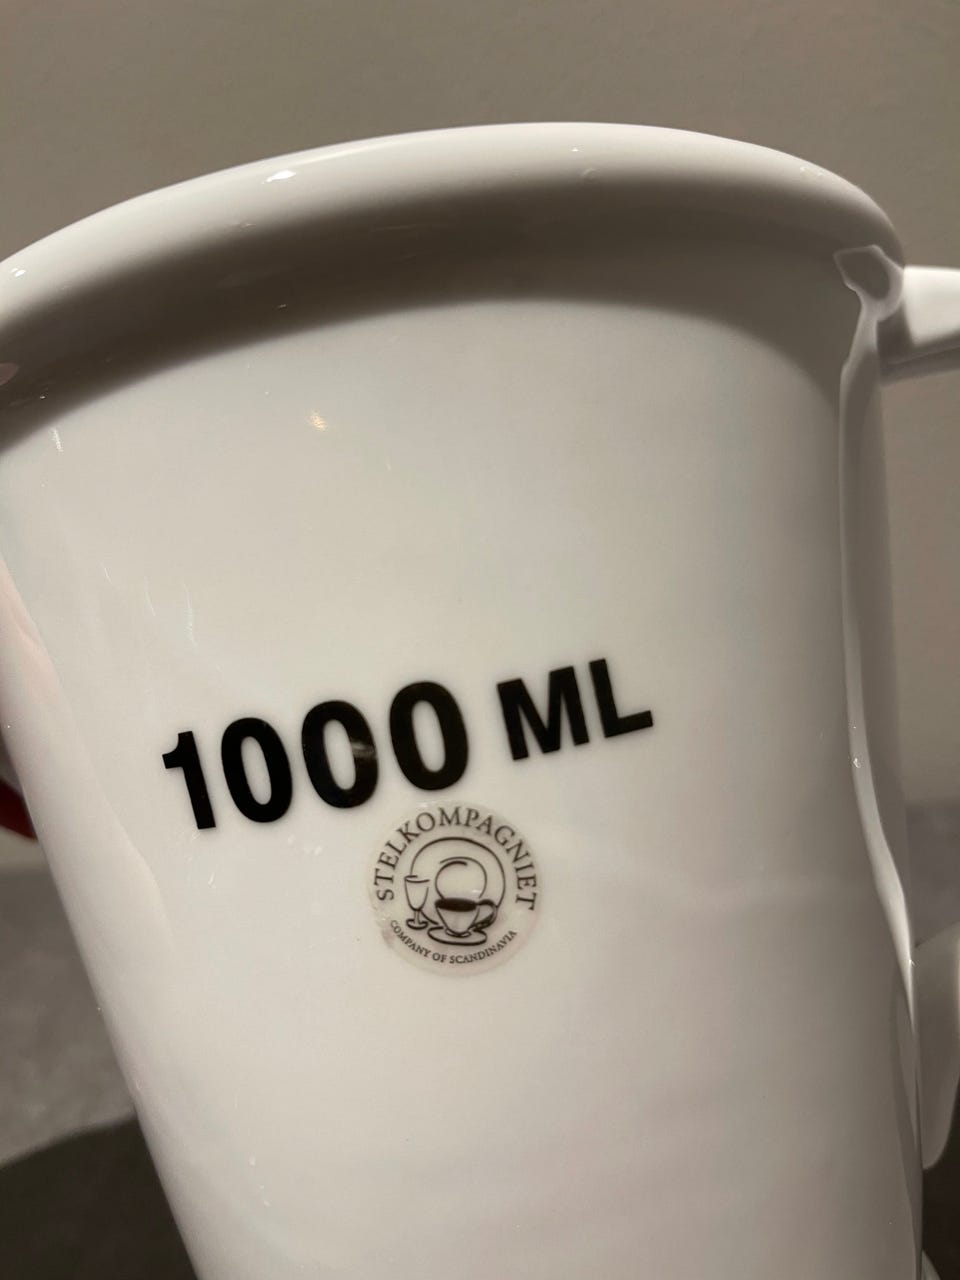 1000 ML
STELKOMPAGNIET
COMPANY OF SCANDINAVIA